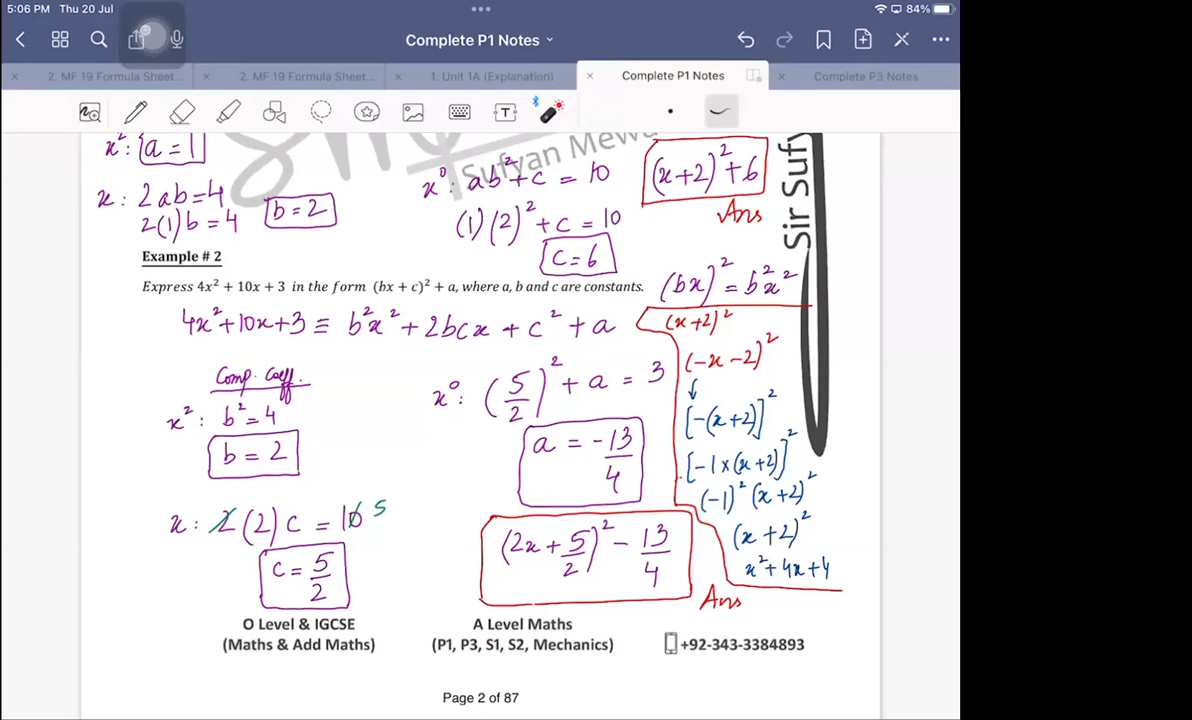 5:06 PM Thu 20 Jul
84%
Complete P1 Notes
2. MF 19 Formula Sheet...
2. MF 19 Formula Sheet...
1. Unit 1A (Explanation)
Complete P1 Notes
Complete P3 Notes
Sufyan Mew
Sir Sufy
x²: a = 1
x: 2ab = 4
2(1)b = 4
b = 2
x⁰: ab² + c = 10
(1)(2)² + c = 10
c = 6
(x+2)² + 6
Ans
Example # 2
Express 4x² + 10x + 3 in the form (bx + c)² + a, where a, b and c are constants.
(bx)² = b²x²
4x² + 10x + 3 ≡ b²x² + 2bcx + c² + a
Comp. Coeff.
x²: b² = 4
b = 2
x: 2(2)c = 10 5
c = 5/2
x⁰: (5/2)² + a = 3
a = -13/4
(2x + 5/2)² - 13/4
Ans
(x+2)²
(-x-2)²
↓
[-(x+2)]²
[-1×(x+2)]²
(-1)²(x+2)²
(x+2)²
x²+4x+4
O Level & IGCSE
(Maths & Add Maths)
A Level Maths
(P1, P3, S1, S2, Mechanics)
+92-343-3384893
Page 2 of 87